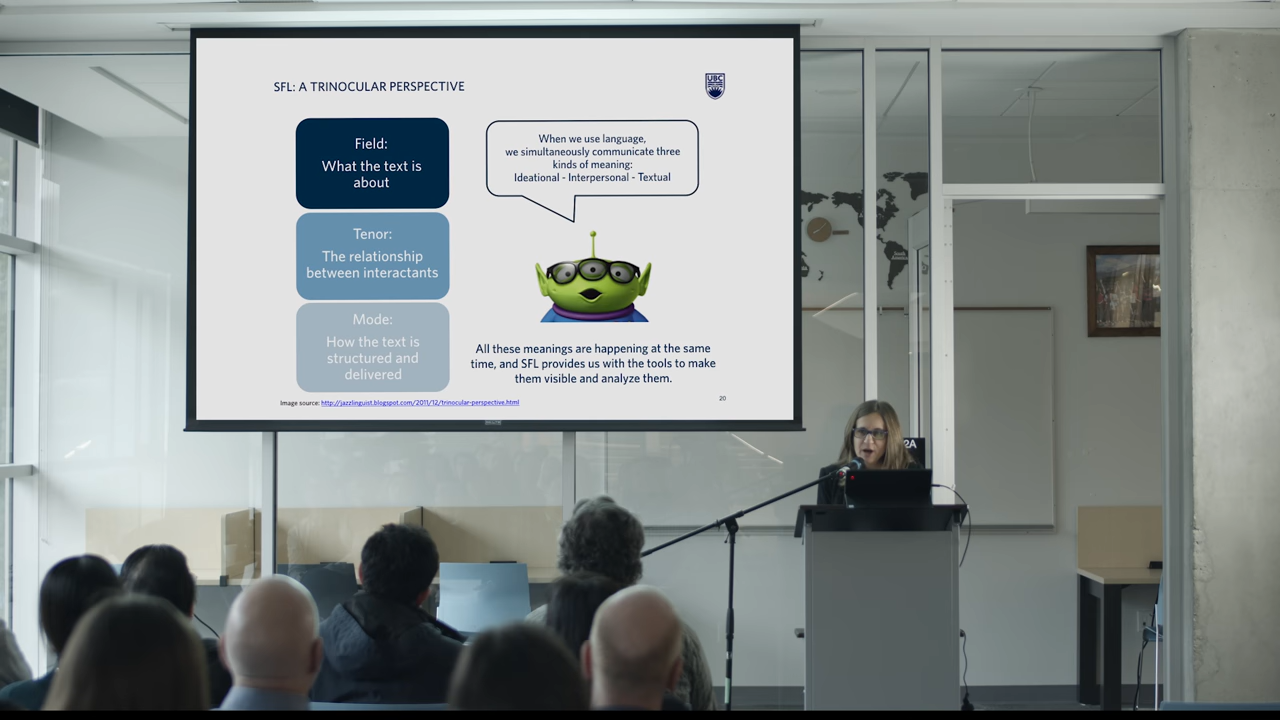 SFL: A TRINOCULAR PERSPECTIVE
UBC
Field:
What the text is
about
Tenor:
The relationship
between interactants
Mode:
How the text is
structured and
delivered
When we use language,
we simultaneously communicate three
kinds of meaning:
Ideational - Interpersonal - Textual
All these meanings are happening at the same
time, and SFL provides us with the tools to make
them visible and analyze them.
Image source: http://jazzlinguist.blogspot.com/2011/12/trinocular-perspective.html
20
South
America
2A